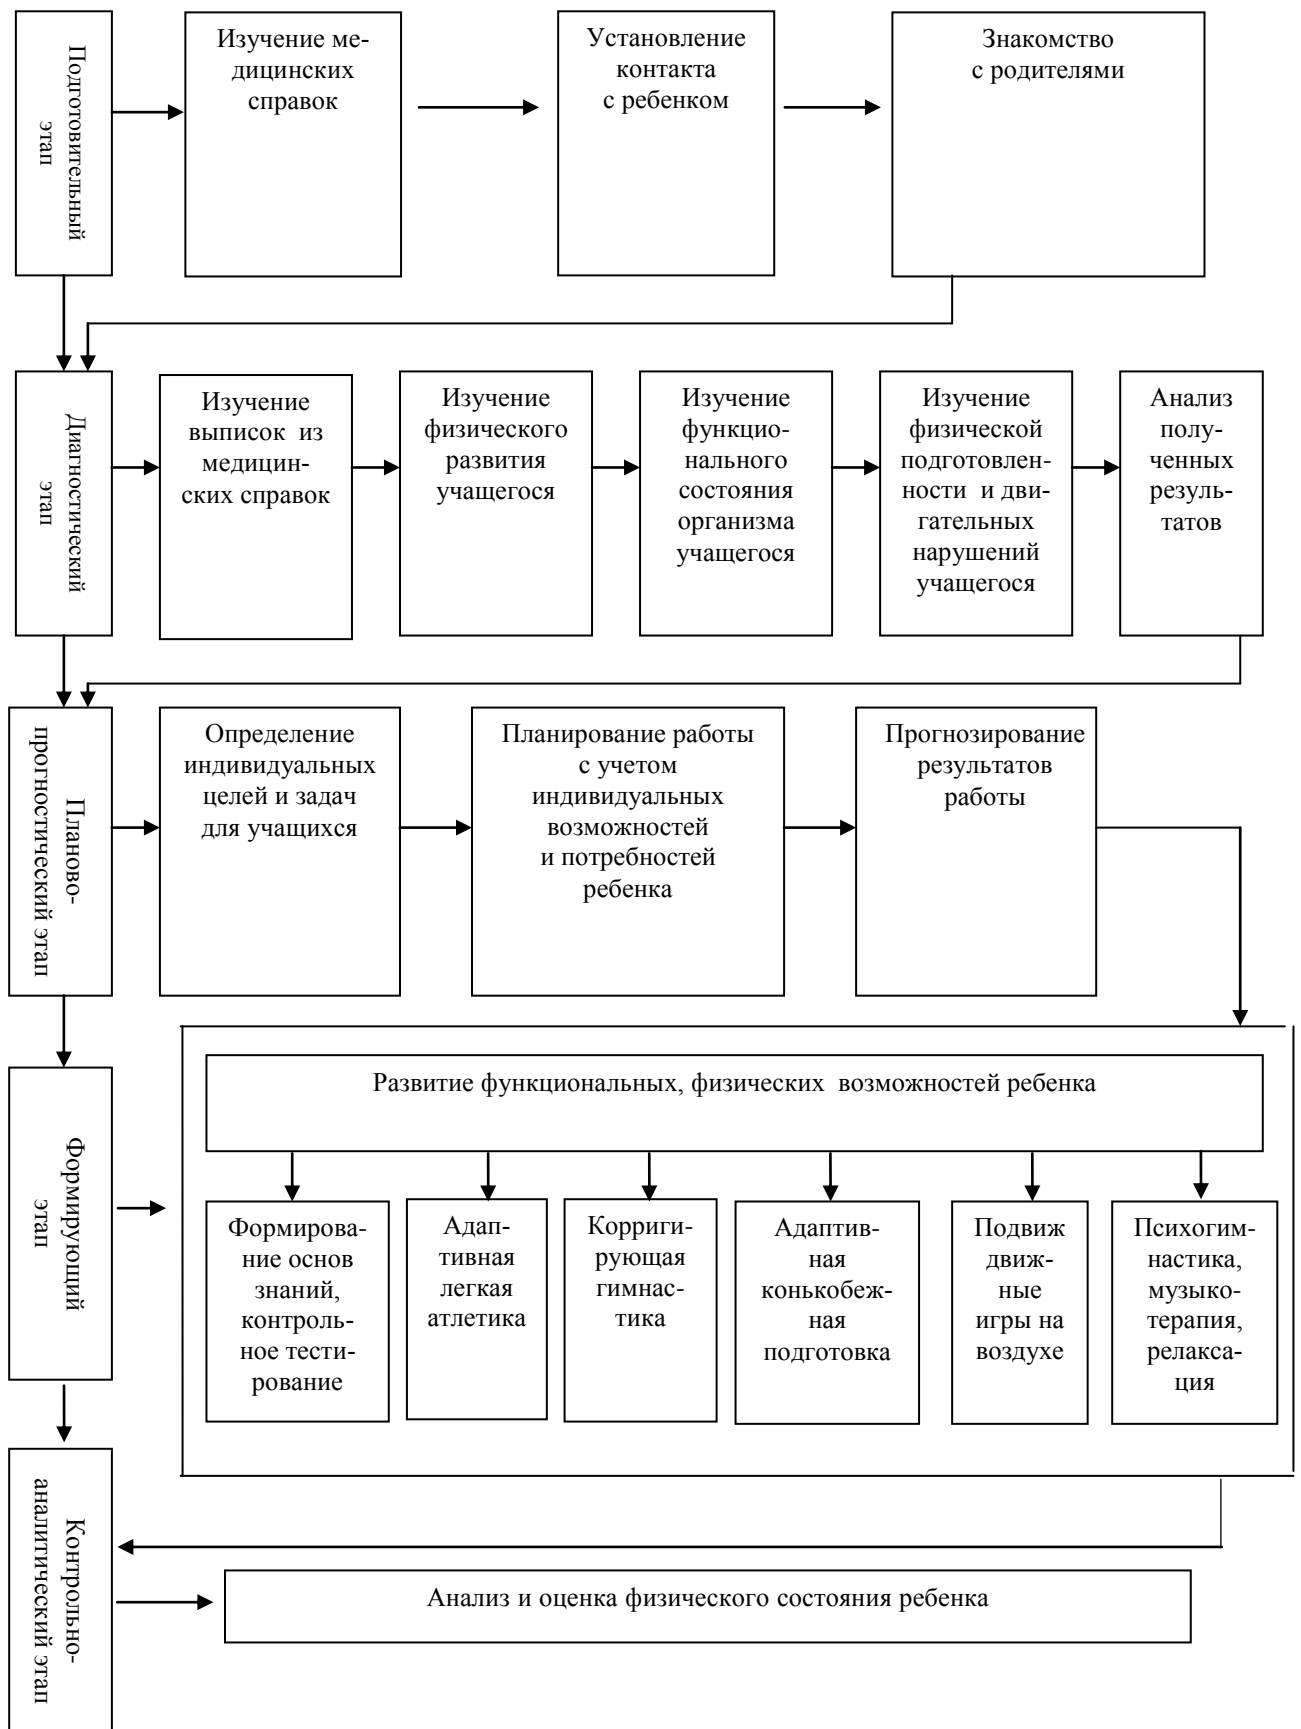 Подготовительный
этап
Изучение ме-
дицинских
справок
Установление
контакта
с ребенком
Знакомство
с родителями
Диагностический
этап
Изучение
выписок из
медицин-
ских справок
Изучение
физического
развития
учащегося
Изучение
функцио-
нального
состояния
организма
учащегося
Изучение
физической
подготовлен-
ности и дви-
гательных
нарушений
учащегося
Анализ
полу-
ченных
резуль-
татов
Планово-
прогностический этап
Определение
индивидуальных
целей и задач
для учащихся
Планирование работы
с учетом
индивидуальных
возможностей
и потребностей
ребенка
Прогнозирование
результатов
работы
Формирующий
этап
Развитие функциональных, физических возможностей ребенка
Формирова-
ние основ
знаний,
контроль-
ное тести-
рование
Адап-
тивная
легкая
атлетика
Корриги-
рующая
гимнас-
тика
Адаптив-
ная
конькобеж-
ная
подготовка
Подвиж
движ-
ные
игры на
воздухе
Психогим-
настика,
музыко-
терапия,
релакса-
ция
Контрольно-
аналитический этап
Анализ и оценка физического состояния ребенка